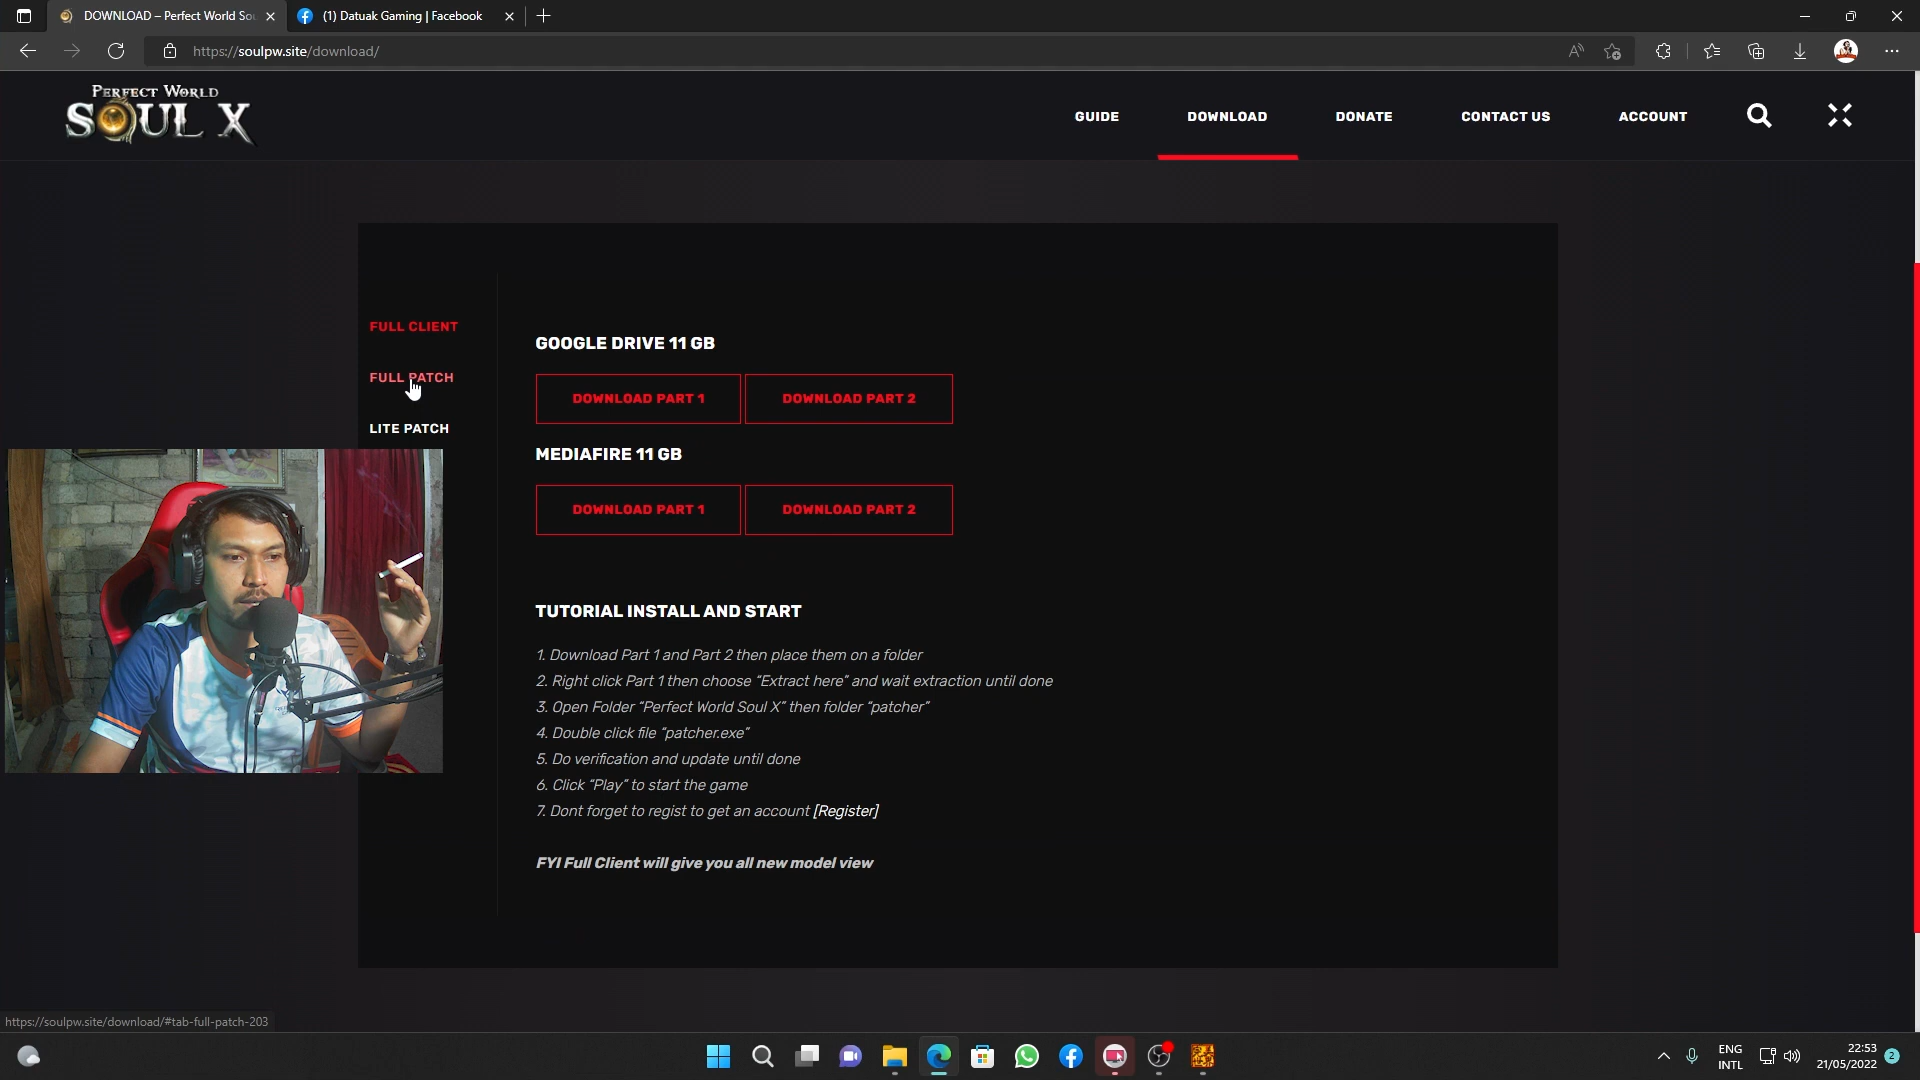 DOWNLOAD – Perfect World Sou
(1) Datuak Gaming | Facebook
https://soulpw.site/download/
PERFECT WORLD
SOUL X
GUIDE
DOWNLOAD
DONATE
CONTACT US
ACCOUNT
FULL CLIENT
FULL PATCH
LITE PATCH
GOOGLE DRIVE 11 GB
DOWNLOAD PART 1
DOWNLOAD PART 2
MEDIAFIRE 11 GB
DOWNLOAD PART 1
DOWNLOAD PART 2
TUTORIAL INSTALL AND START
1. Download Part 1 and Part 2 then place them on a folder
2. Right click Part 1 then choose "Extract here" and wait extraction until done
3. Open Folder "Perfect World Soul X" then folder "patcher"
4. Double click file "patcher.exe"
5. Do verification and update until done
6. Click "Play" to start the game
7. Dont forget to regist to get an account [Register]
FYI Full Client will give you all new model view
https://soulpw.site/download/#tab-full-patch-203
ENG
INTL
22:53
21/05/2022
2